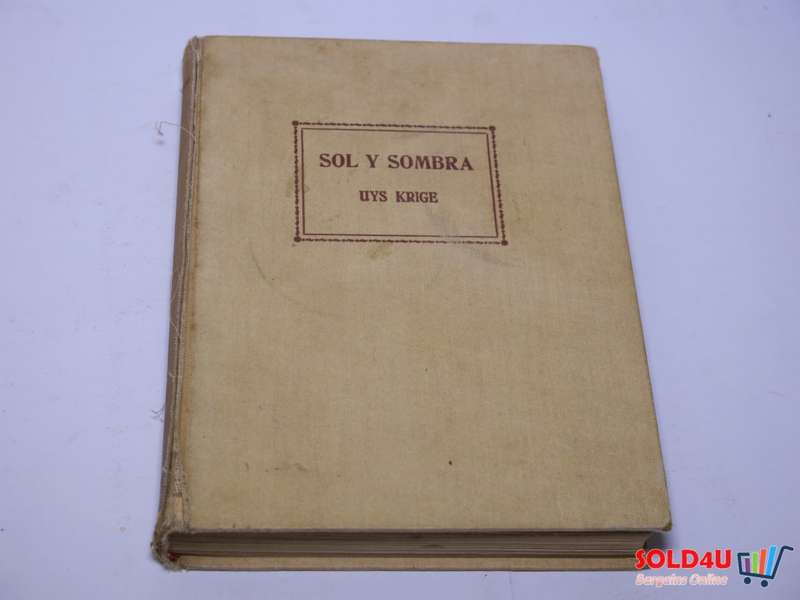 SOL Y SOMBRA
UYS KRIGE
SOLD4U
Bargains Online